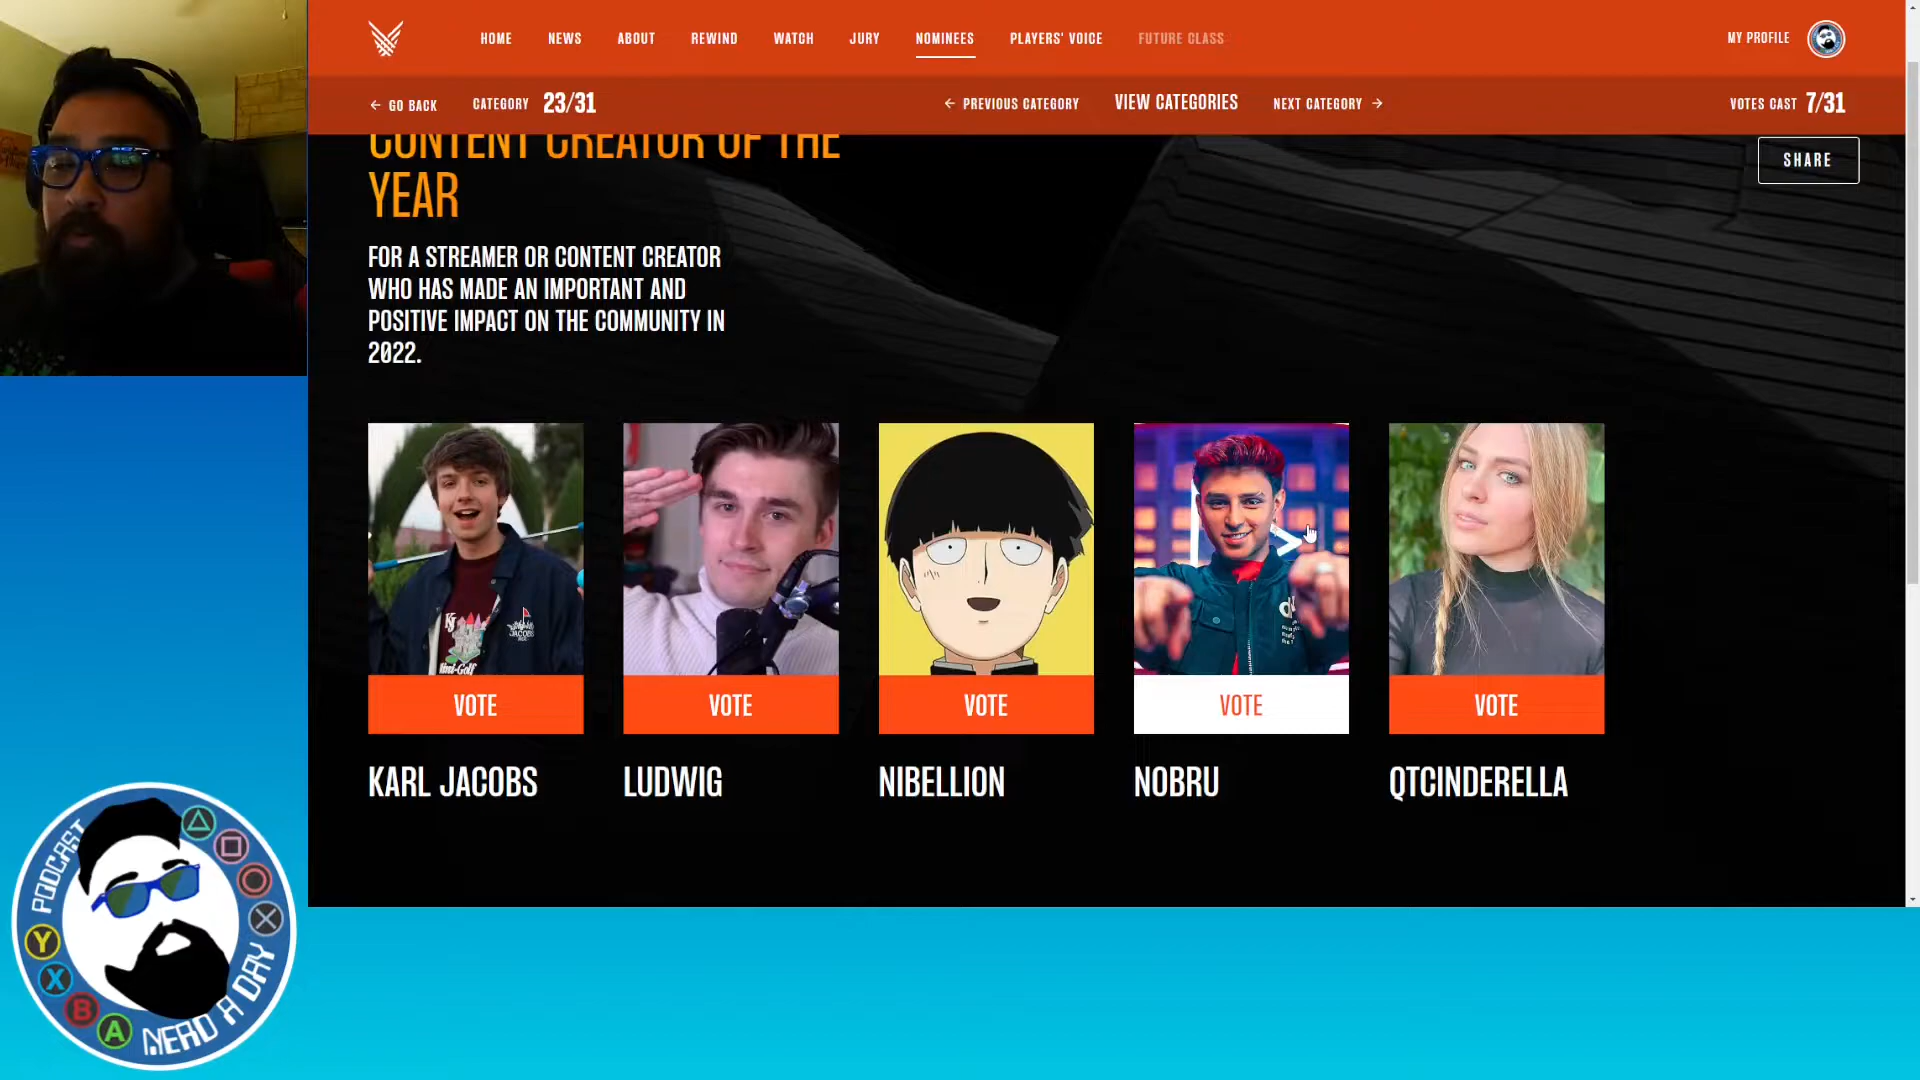 HOME NEWS ABOUT REWIND WATCH JURY NOMINEES PLAYERS' VOICE FUTURE CLASS MY PROFILE
GO BACK CATEGORY 23/31 PREVIOUS CATEGORY VIEW CATEGORIES NEXT CATEGORY VOTES CAST 7/31
CONTENT CREATOR OF THE
YEAR
SHARE
FOR A STREAMER OR CONTENT CREATOR
WHO HAS MADE AN IMPORTANT AND
POSITIVE IMPACT ON THE COMMUNITY IN
2022.
VOTE VOTE VOTE VOTE VOTE
KARL JACOBS LUDWIG NIBELLION NOBRU QTCINDERELLA
PODCAST
Y
X
B
A
NERD A DAY